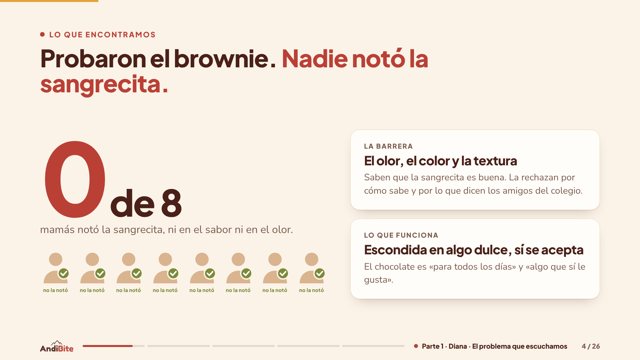 LO QUE ENCONTRAMOS
Probaron el brownie. Nadie notó la
sangrecita.
0 de 8
mamás notó la sangrecita, ni en el sabor ni en el olor.
no la notó no la notó no la notó no la notó no la notó no la notó no la notó no la notó
LA BARRERA
El olor, el color y la textura
Saben que la sangrecita es buena. La rechazan por
cómo sabe y por lo que dicen los amigos del colegio.
LO QUE FUNCIONA
Escondida en algo dulce, sí se acepta
El chocolate es «para todos los días» y «algo que sí le
gusta».
AndiBite
Parte 1 · Diana · El problema que escuchamos 4 / 26